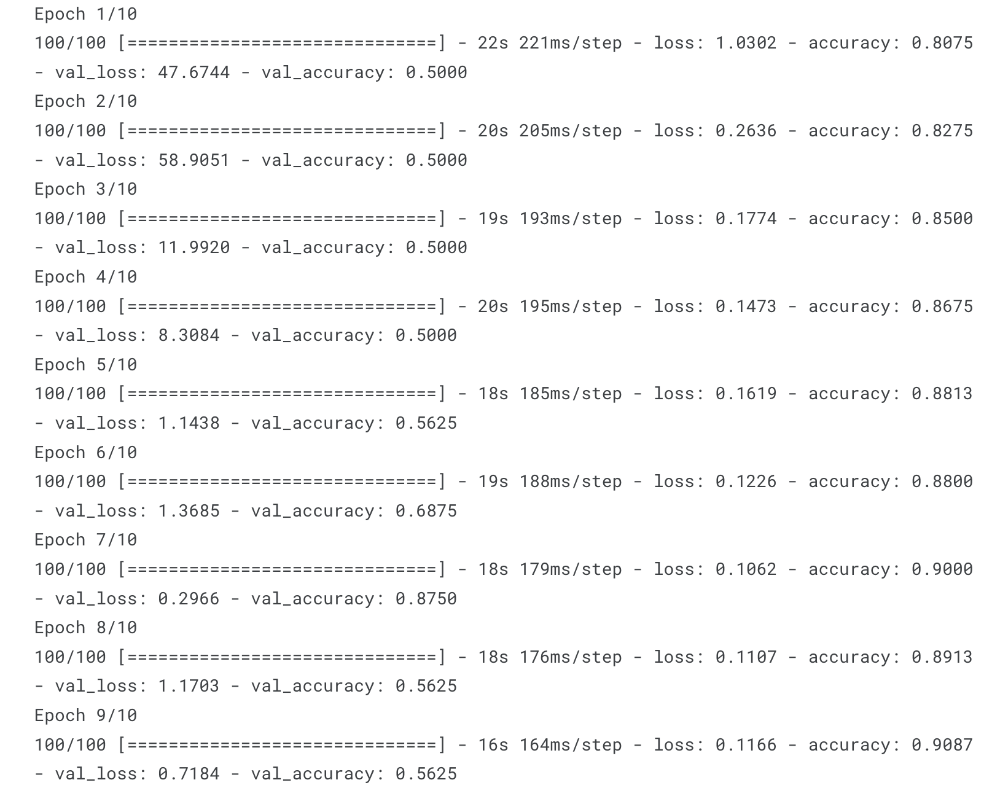 Epoch 1/10
100/100 [==============================] - 22s 221ms/step - loss: 1.0302 - accuracy: 0.8075
- val_loss: 47.6744 - val_accuracy: 0.5000
Epoch 2/10
100/100 [==============================] - 20s 205ms/step - loss: 0.2636 - accuracy: 0.8275
- val_loss: 58.9051 - val_accuracy: 0.5000
Epoch 3/10
100/100 [==============================] - 19s 193ms/step - loss: 0.1774 - accuracy: 0.8500
- val_loss: 11.9920 - val_accuracy: 0.5000
Epoch 4/10
100/100 [==============================] - 20s 195ms/step - loss: 0.1473 - accuracy: 0.8675
- val_loss: 8.3084 - val_accuracy: 0.5000
Epoch 5/10
100/100 [==============================] - 18s 185ms/step - loss: 0.1619 - accuracy: 0.8813
- val_loss: 1.1438 - val_accuracy: 0.5625
Epoch 6/10
100/100 [==============================] - 19s 188ms/step - loss: 0.1226 - accuracy: 0.8800
- val_loss: 1.3685 - val_accuracy: 0.6875
Epoch 7/10
100/100 [==============================] - 18s 179ms/step - loss: 0.1062 - accuracy: 0.9000
- val_loss: 0.2966 - val_accuracy: 0.8750
Epoch 8/10
100/100 [==============================] - 18s 176ms/step - loss: 0.1107 - accuracy: 0.8913
- val_loss: 1.1703 - val_accuracy: 0.5625
Epoch 9/10
100/100 [==============================] - 16s 164ms/step - loss: 0.1166 - accuracy: 0.9087
- val_loss: 0.7184 - val_accuracy: 0.5625